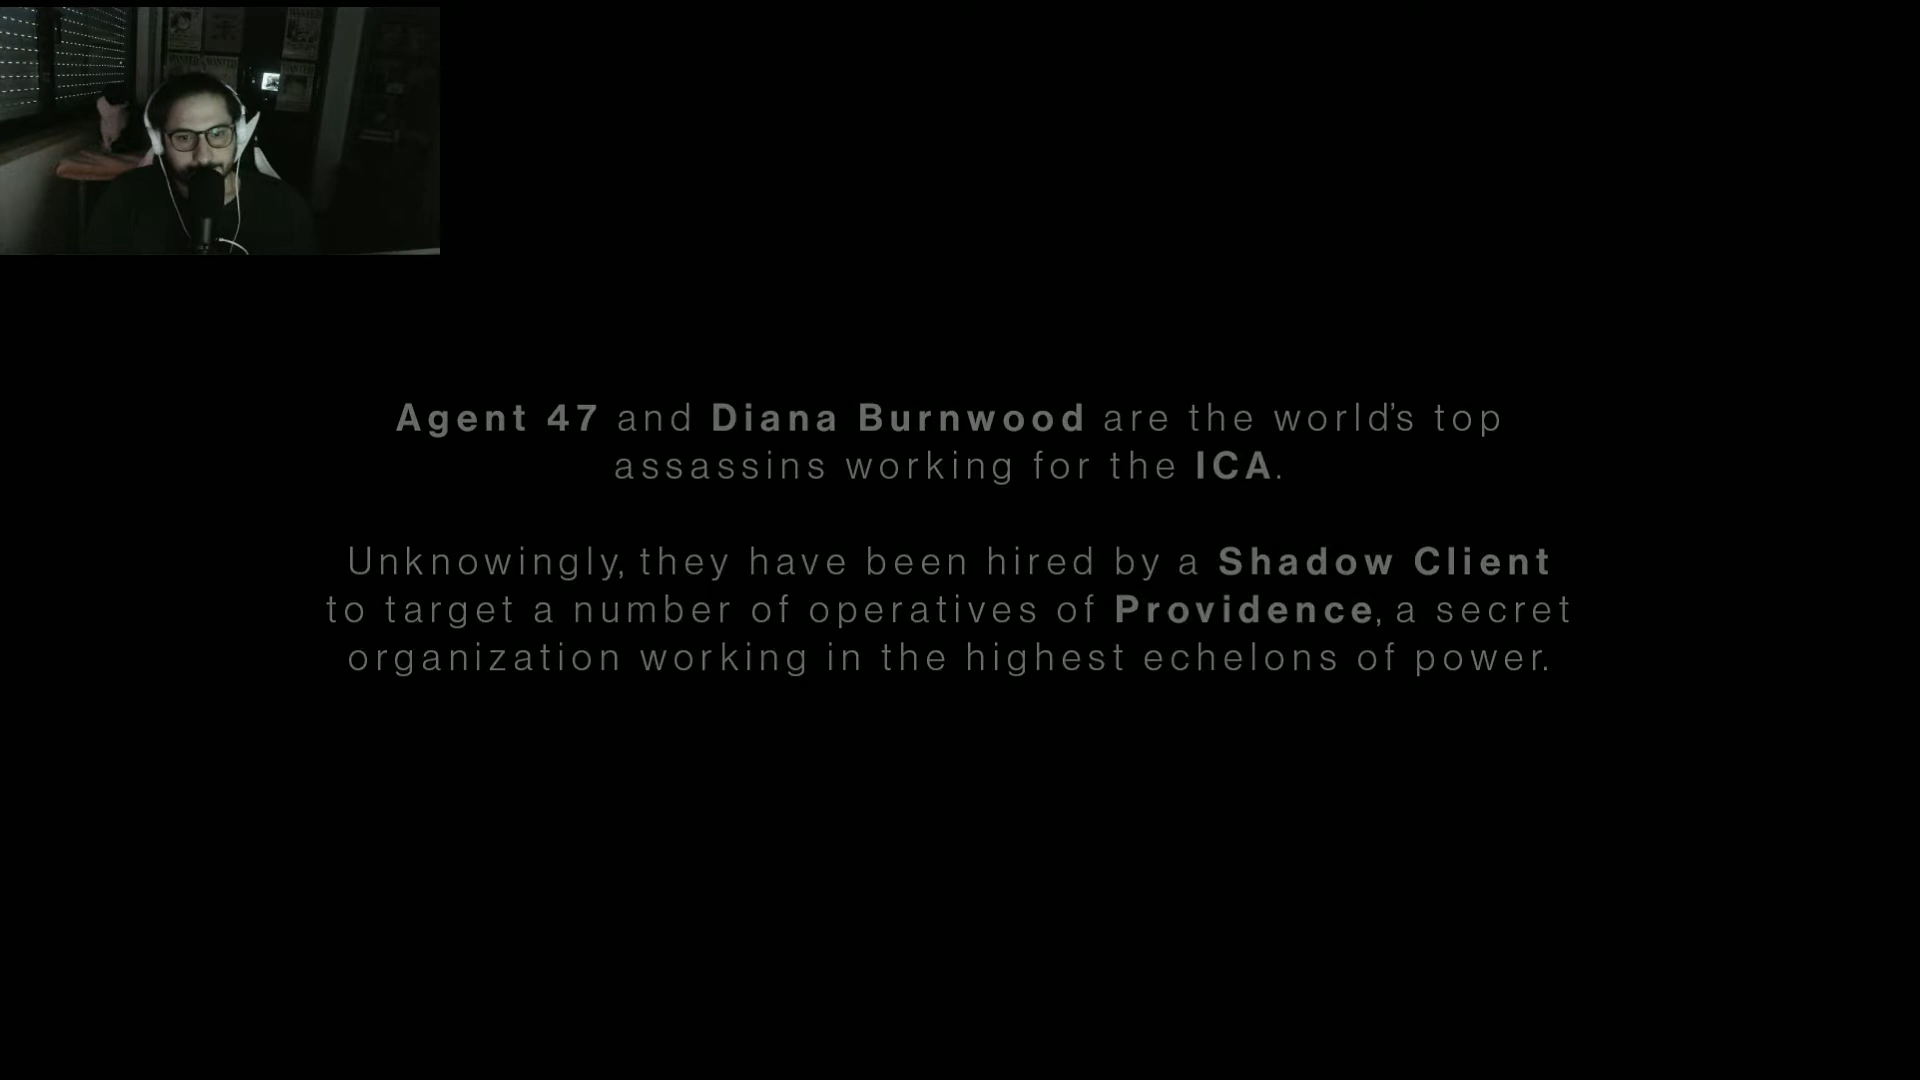 WANTED
WANTED
Agent 47 and Diana Burnwood are the world's top
assassins working for the ICA.
Unknowingly, they have been hired by a Shadow Client
to target a number of operatives of Providence, a secret
organization working in the highest echelons of power.